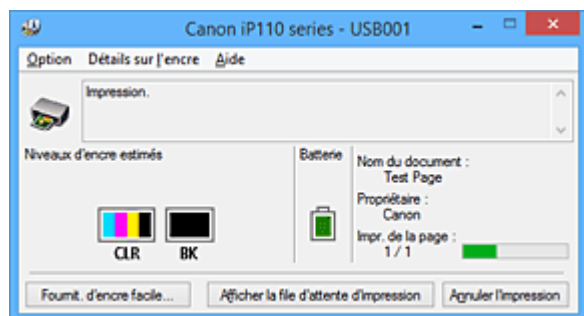 Canon iP110 series - USB001
Option Détails sur l'encre Aide
Impression.
Niveaux d'encre estimés
CLR BK
Batterie
Nom du document :
Test Page
Propriétaire :
Canon
Impr. de la page :
1 / 1
Fournit. d'encre facile... Afficher la file d'attente d'impression Annuler l'impression